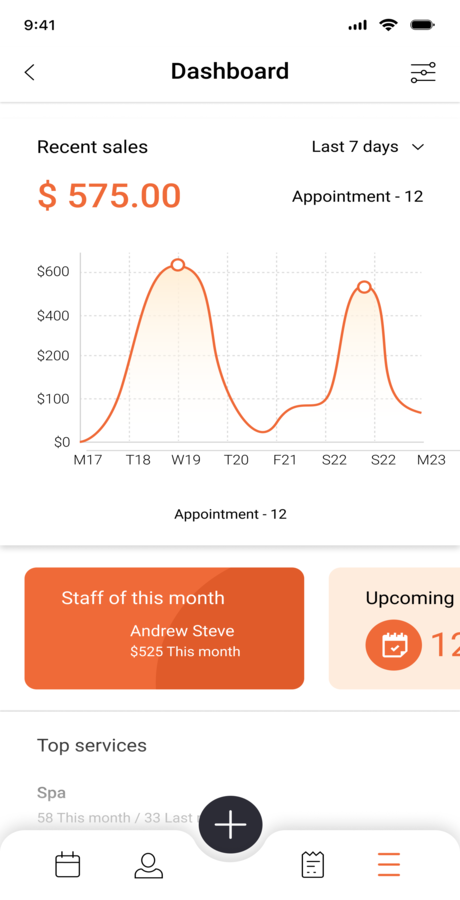 9:41
Dashboard
Recent sales
Last 7 days
$ 575.00
Appointment - 12
$600
$400
$200
$100
$0
M17 T18 W19 T20 F21 S22 S22 M23
Appointment - 12
Staff of this month
Andrew Steve
$525 This month
Upcoming
12
Top services
Spa
58 This month / 33 Last